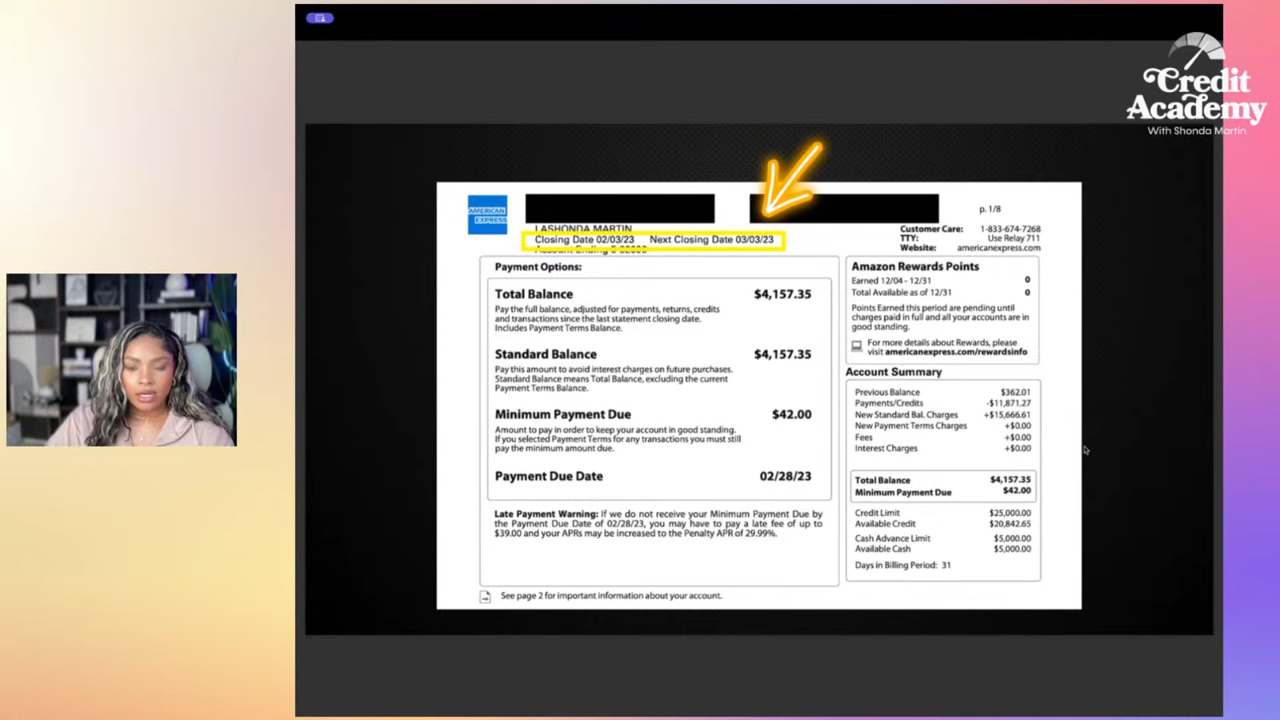 Credit
Academy
With Shonda Martin
AMERICAN
EXPRESS
p. 1/8
LASHONDA MARTIN
Closing Date 02/03/23 Next Closing Date 03/03/23
Account Ending
Customer Care: 1-833-674-7268
TTY: Use Relay 711
Website: americanexpress.com
Payment Options:
Total Balance $4,157.35
Pay the full balance, adjusted for payments, returns, credits
and transactions since the last statement closing date.
Includes Payment Terms Balance.
Standard Balance $4,157.35
Pay this amount to avoid interest charges on future purchases.
Standard Balance means Total Balance, excluding the current
Payment Terms Balance.
Minimum Payment Due $42.00
Amount to pay in order to keep your account in good standing.
If you selected Payment Terms for any transactions you must still
pay the minimum amount due.
Payment Due Date 02/28/23
Late Payment Warning: If we do not receive your Minimum Payment Due by
the Payment Due Date of 02/28/23, you may have to pay a late fee of up to
$39.00 and your APRs may be increased to the Penalty APR of 29.99%.
Amazon Rewards Points
Earned 12/04 - 12/31 0
Total Available as of 12/31 0
Points Earned this period are pending until
charges paid in full and all your accounts are in
good standing.
For more details about Rewards, please
visit americanexpress.com/rewardsinfo
Account Summary
Previous Balance $362.01
Payments/Credits -$11,871.27
New Standard Bal. Charges +$15,666.61
New Payment Terms Charges +$0.00
Fees +$0.00
Interest Charges +$0.00
Total Balance $4,157.35
Minimum Payment Due $42.00
Credit Limit $25,000.00
Available Credit $20,842.65
Cash Advance Limit $5,000.00
Available Cash $5,000.00
Days in Billing Period: 31
See page 2 for important information about your account.